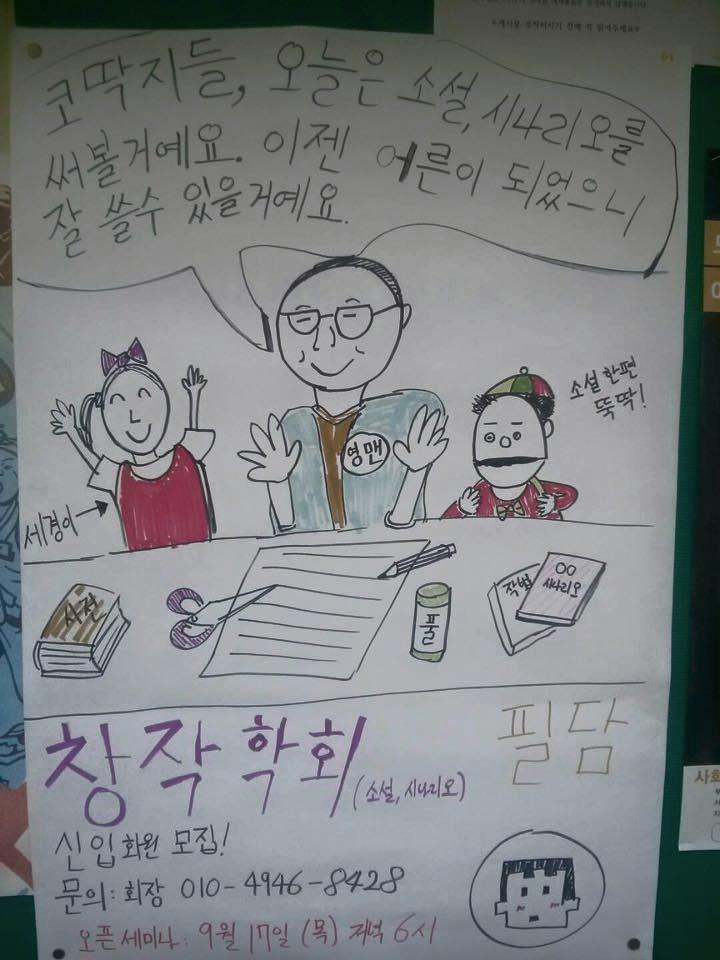 코딱지들, 오늘은 소설, 시나리오를
써볼거예요. 이젠 어른이 되었으니
잘 쓸수 있을거예요.
영맨
소설 한편
뚝딱!
세경이
사전
풀
작법
○○
시나리오
창작학회 (소설, 시나리오)
필담
신입 회원 모집!
문의: 회장 010-4946-8428
오픈 세미나: 9월 17일 (목) 저녁 6시
사회